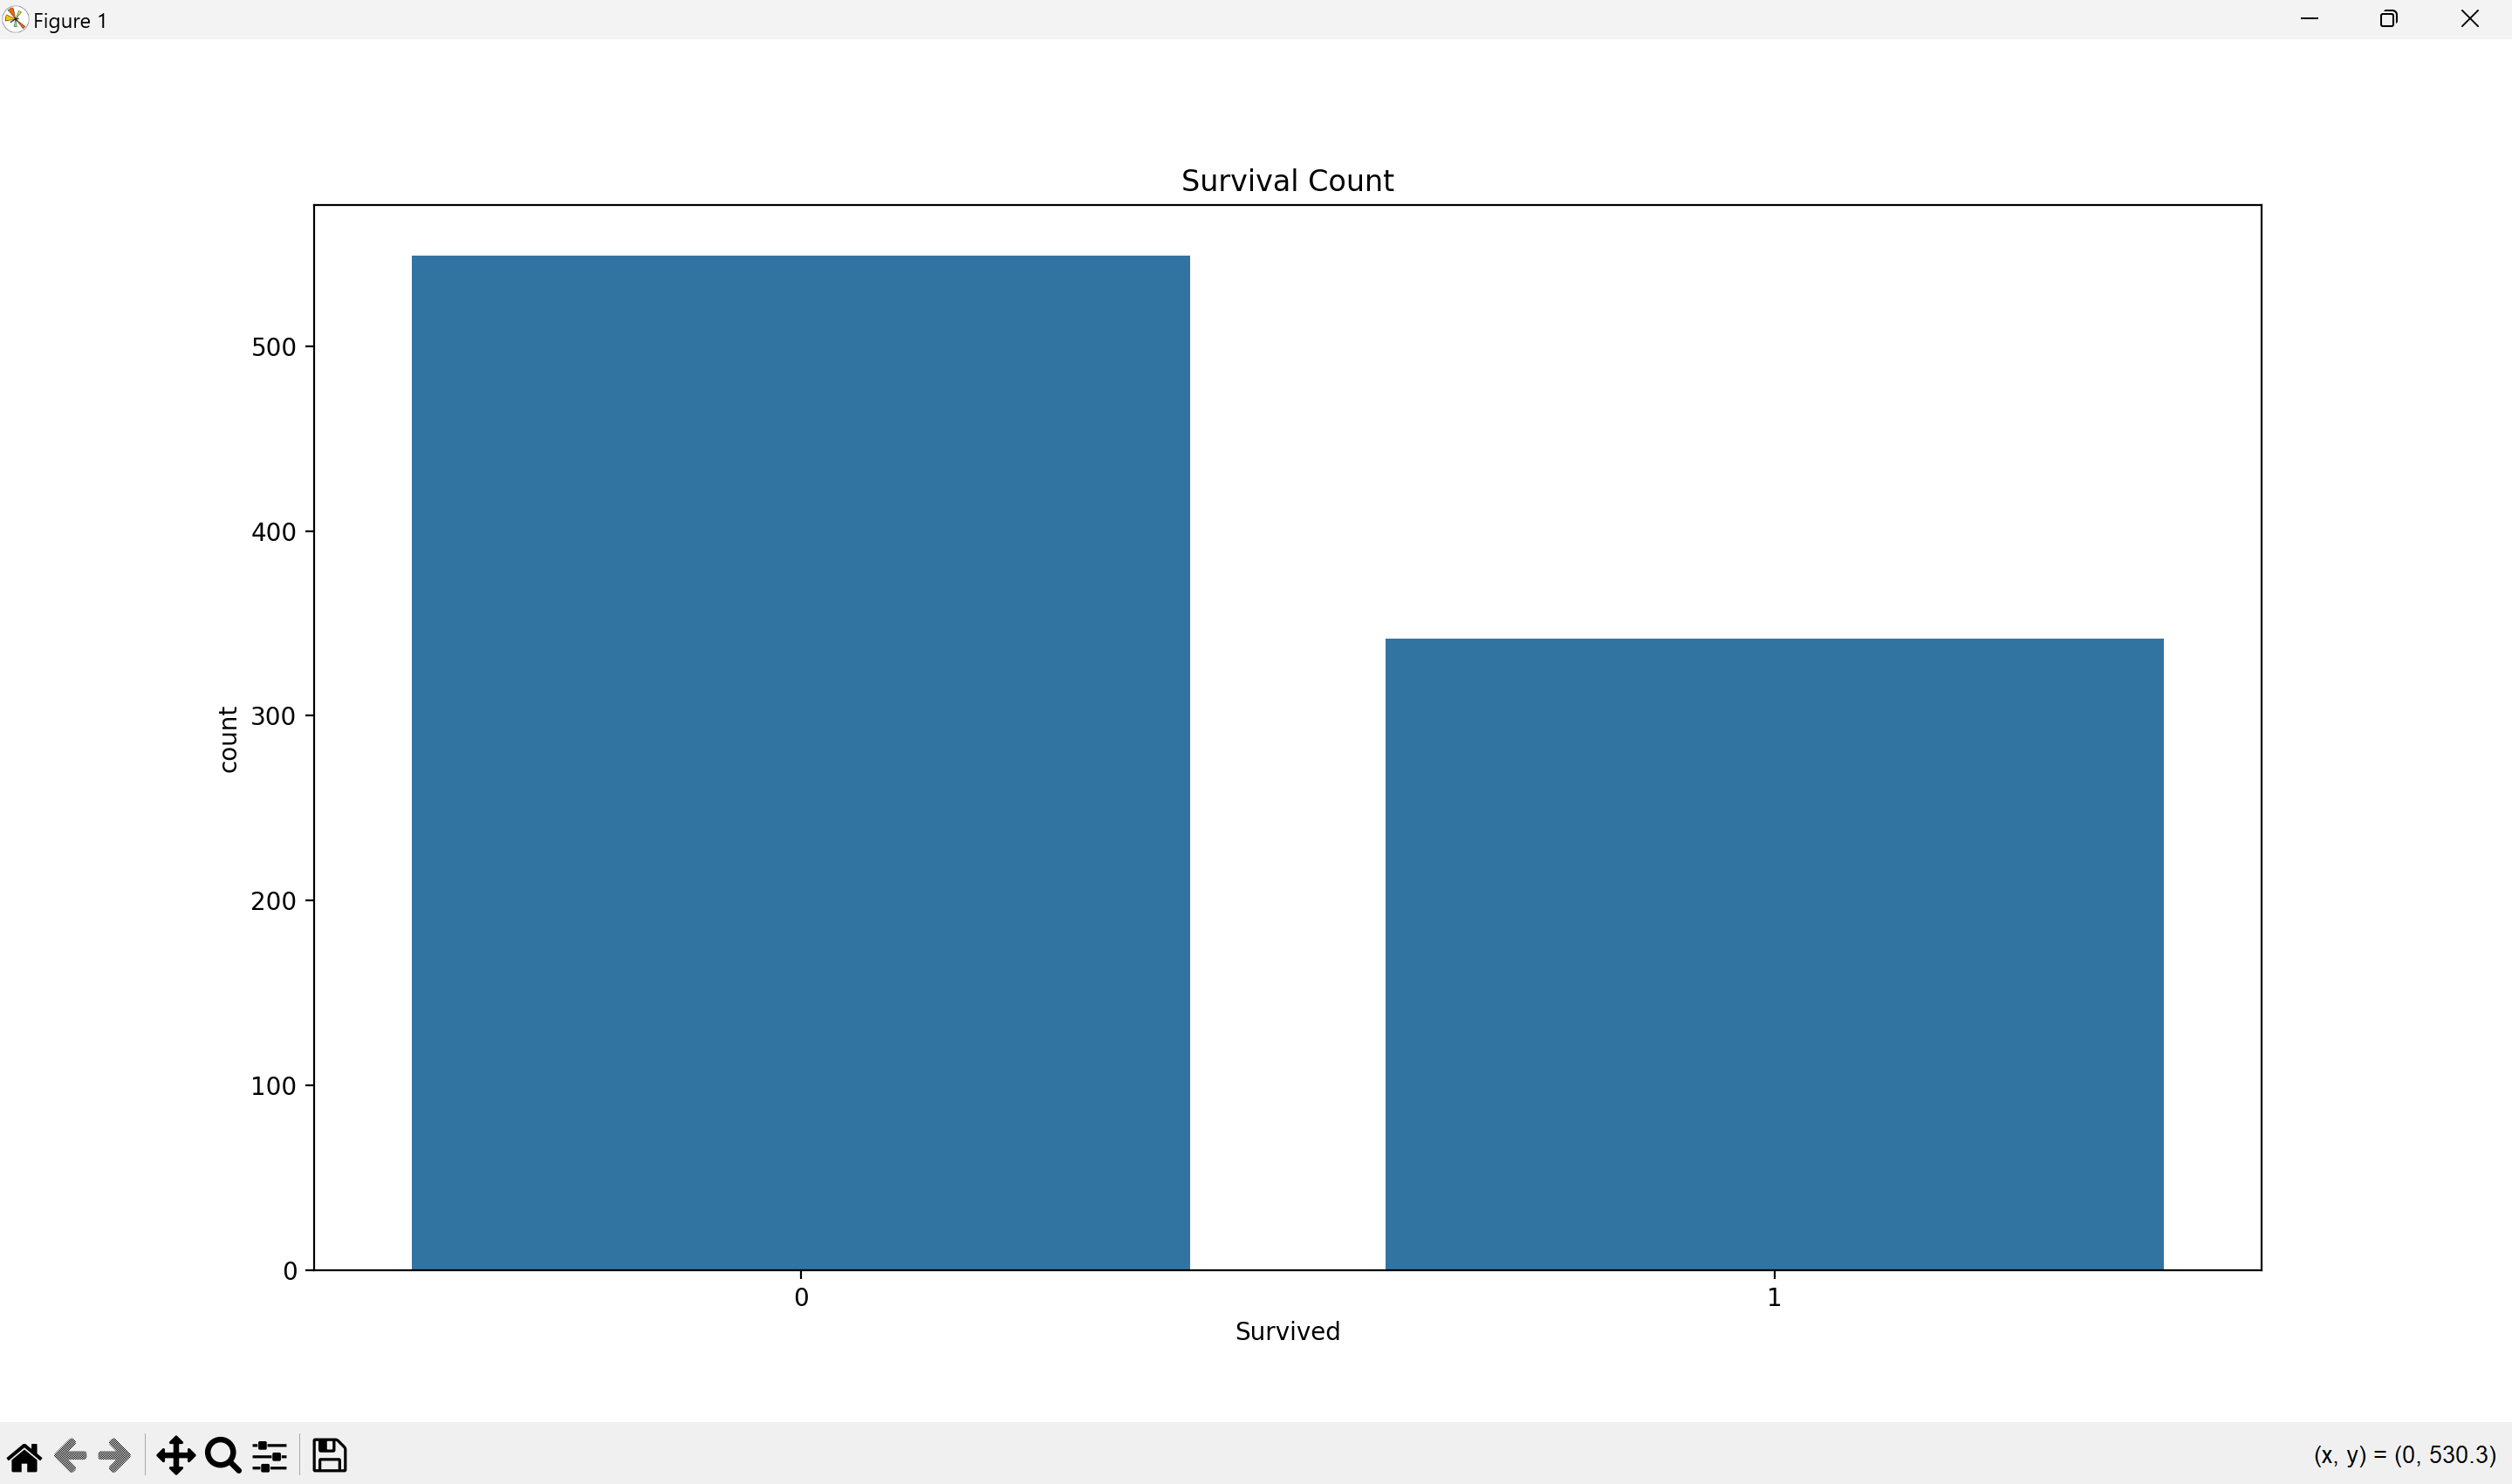 Figure 1
Survival Count
500
400
300
200
100
0
count
0
1
Survived
(x, y) = (0, 530.3)